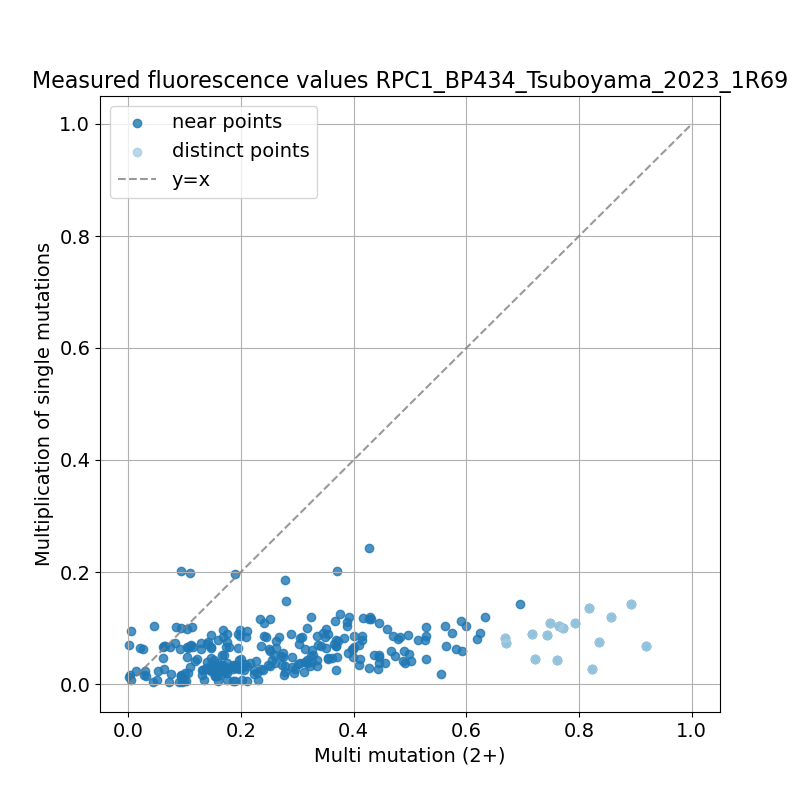 Measured fluorescence values RPC1_BP434_Tsuboyama_2023_1R69
near points
distinct points
y=x
Multiplication of single mutations
1.0
0.8
0.6
0.4
0.2
0.0
0.0 0.2 0.4 0.6 0.8 1.0
Multi mutation (2+)